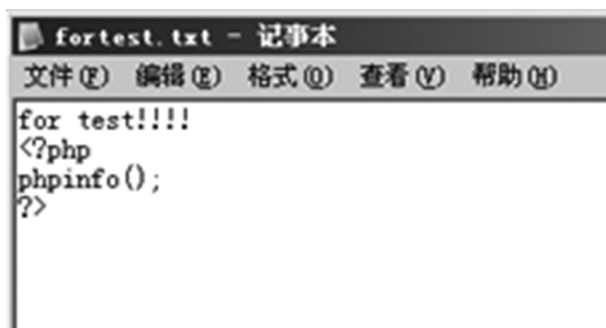 fortest.txt - 记事本
文件(F) 编辑(E) 格式(O) 查看(V) 帮助(H)
for test!!!!
<?php
phpinfo();
?>